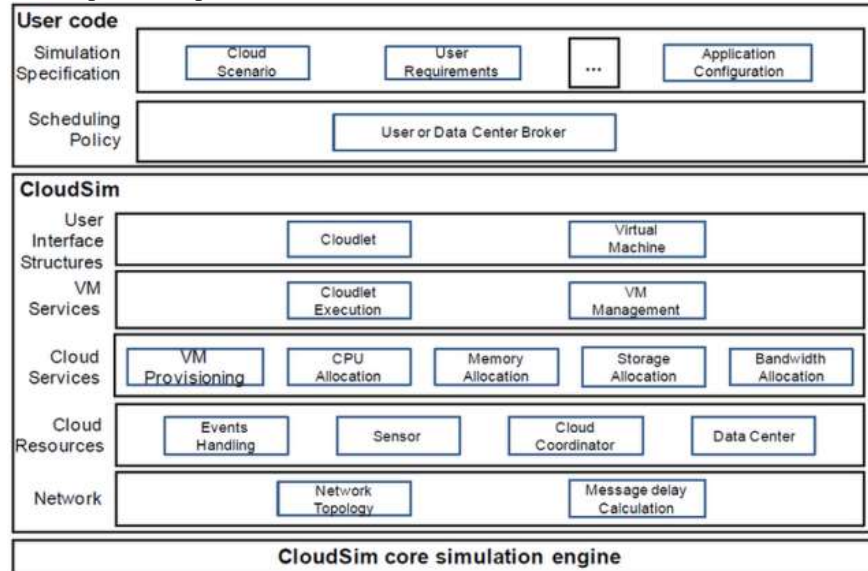 User code
Simulation
Specification
Cloud
Scenario
User
Requirements
...
Application
Configuration
Scheduling
Policy
User or Data Center Broker
CloudSim
User
Interface
Structures
Cloudlet
Virtual
Machine
VM
Services
Cloudlet
Execution
VM
Management
Cloud
Services
VM
Provisioning
CPU
Allocation
Memory
Allocation
Storage
Allocation
Bandwidth
Allocation
Cloud
Resources
Events
Handling
Sensor
Cloud
Coordinator
Data Center
Network
Network
Topology
Message delay
Calculation
CloudSim core simulation engine